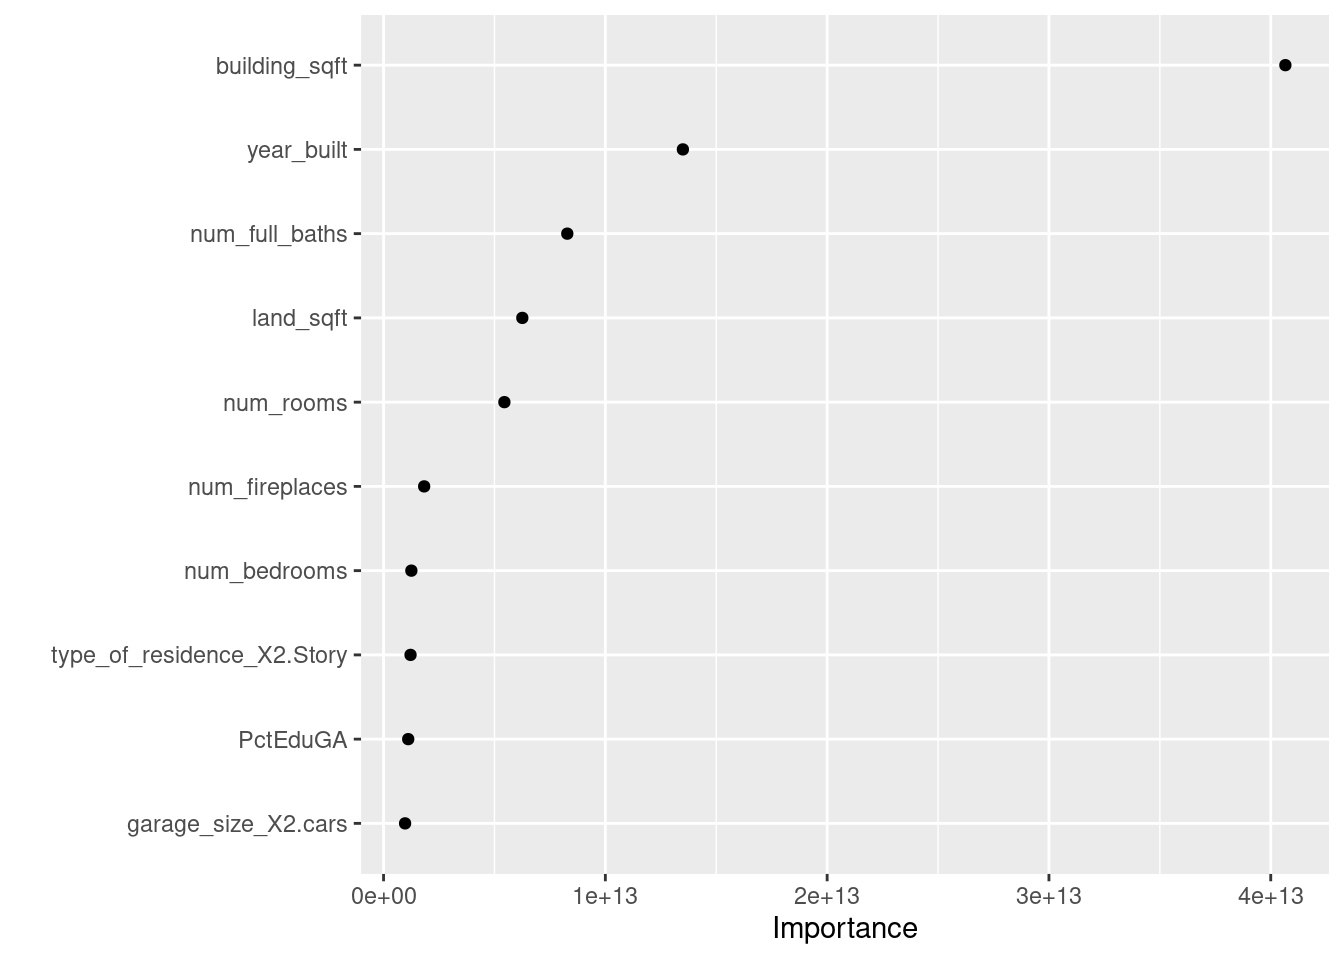 building_sqft
year_built
num_full_baths
land_sqft
num_rooms
num_fireplaces
num_bedrooms
type_of_residence_X2.Story
PctEduGA
garage_size_X2.cars
0e+00 1e+13 2e+13 3e+13 4e+13
Importance